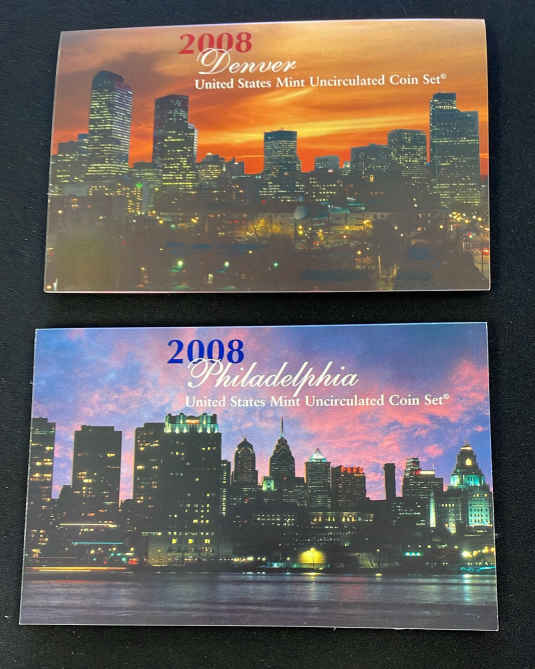 2008
Denver
United States Mint Uncirculated Coin Set®
2008
Philadelphia
United States Mint Uncirculated Coin Set®